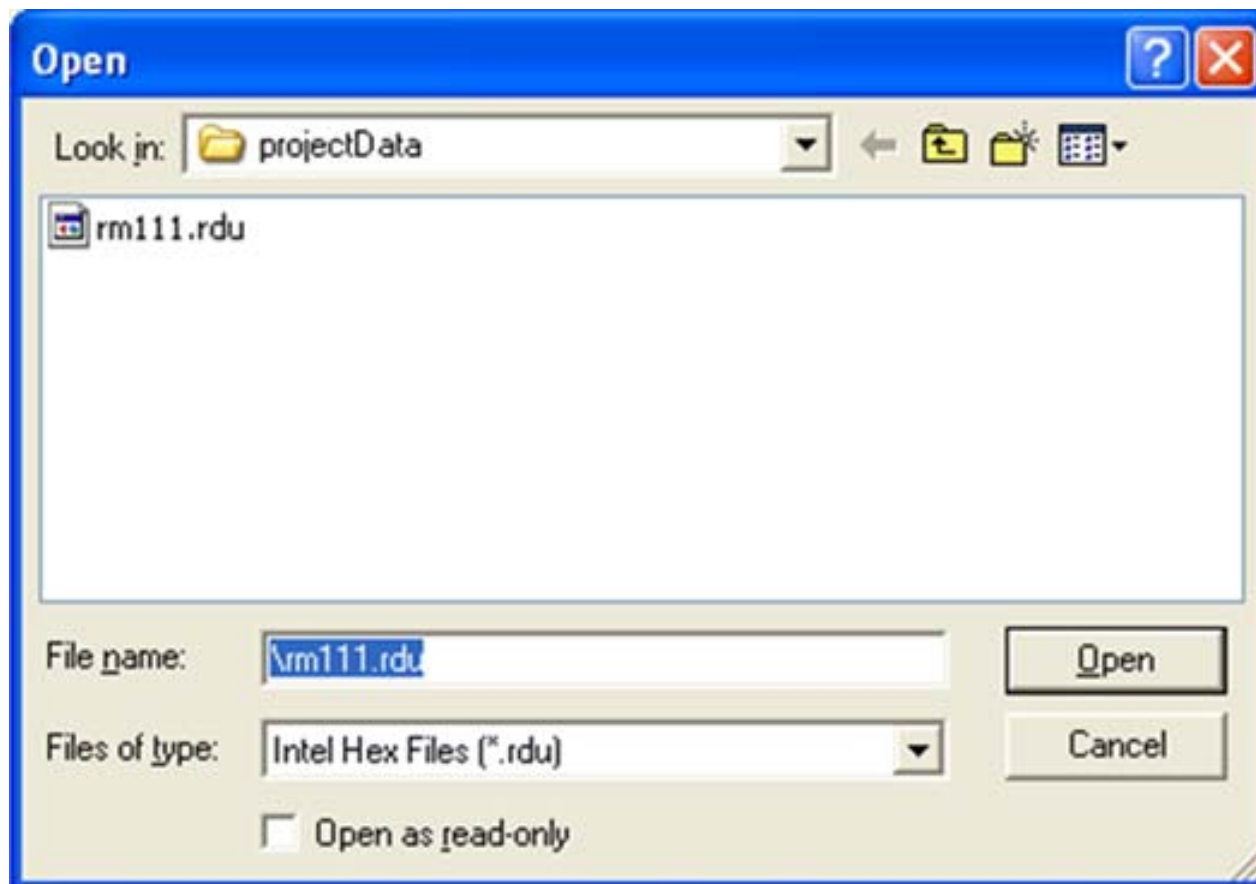 Open
Look in: projectData
rm111.rdu
File name: \rm111.rdu Open
Files of type: Intel Hex Files (*.rdu) Cancel
Open as read-only